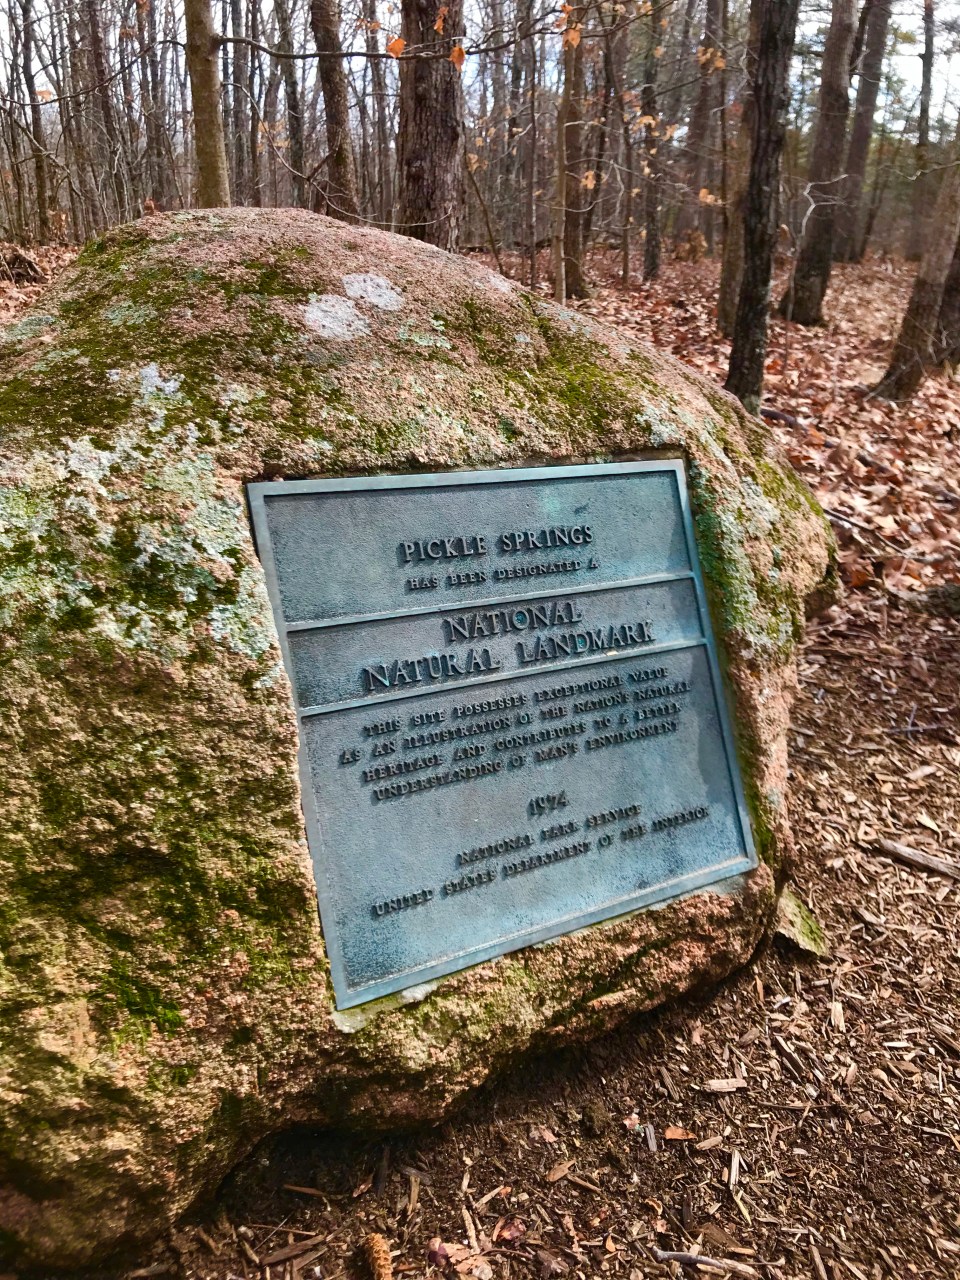 PICKLE SPRINGS
HAS BEEN DESIGNATED A
NATIONAL
NATURAL LANDMARK
THIS SITE POSSESSES EXCEPTIONAL VALUE
AS AN ILLUSTRATION OF THE NATION'S NATURAL
HERITAGE AND CONTRIBUTES TO A BETTER
UNDERSTANDING OF MAN'S ENVIRONMENT
1974
NATIONAL PARK SERVICE
UNITED STATES DEPARTMENT OF THE INTERIOR